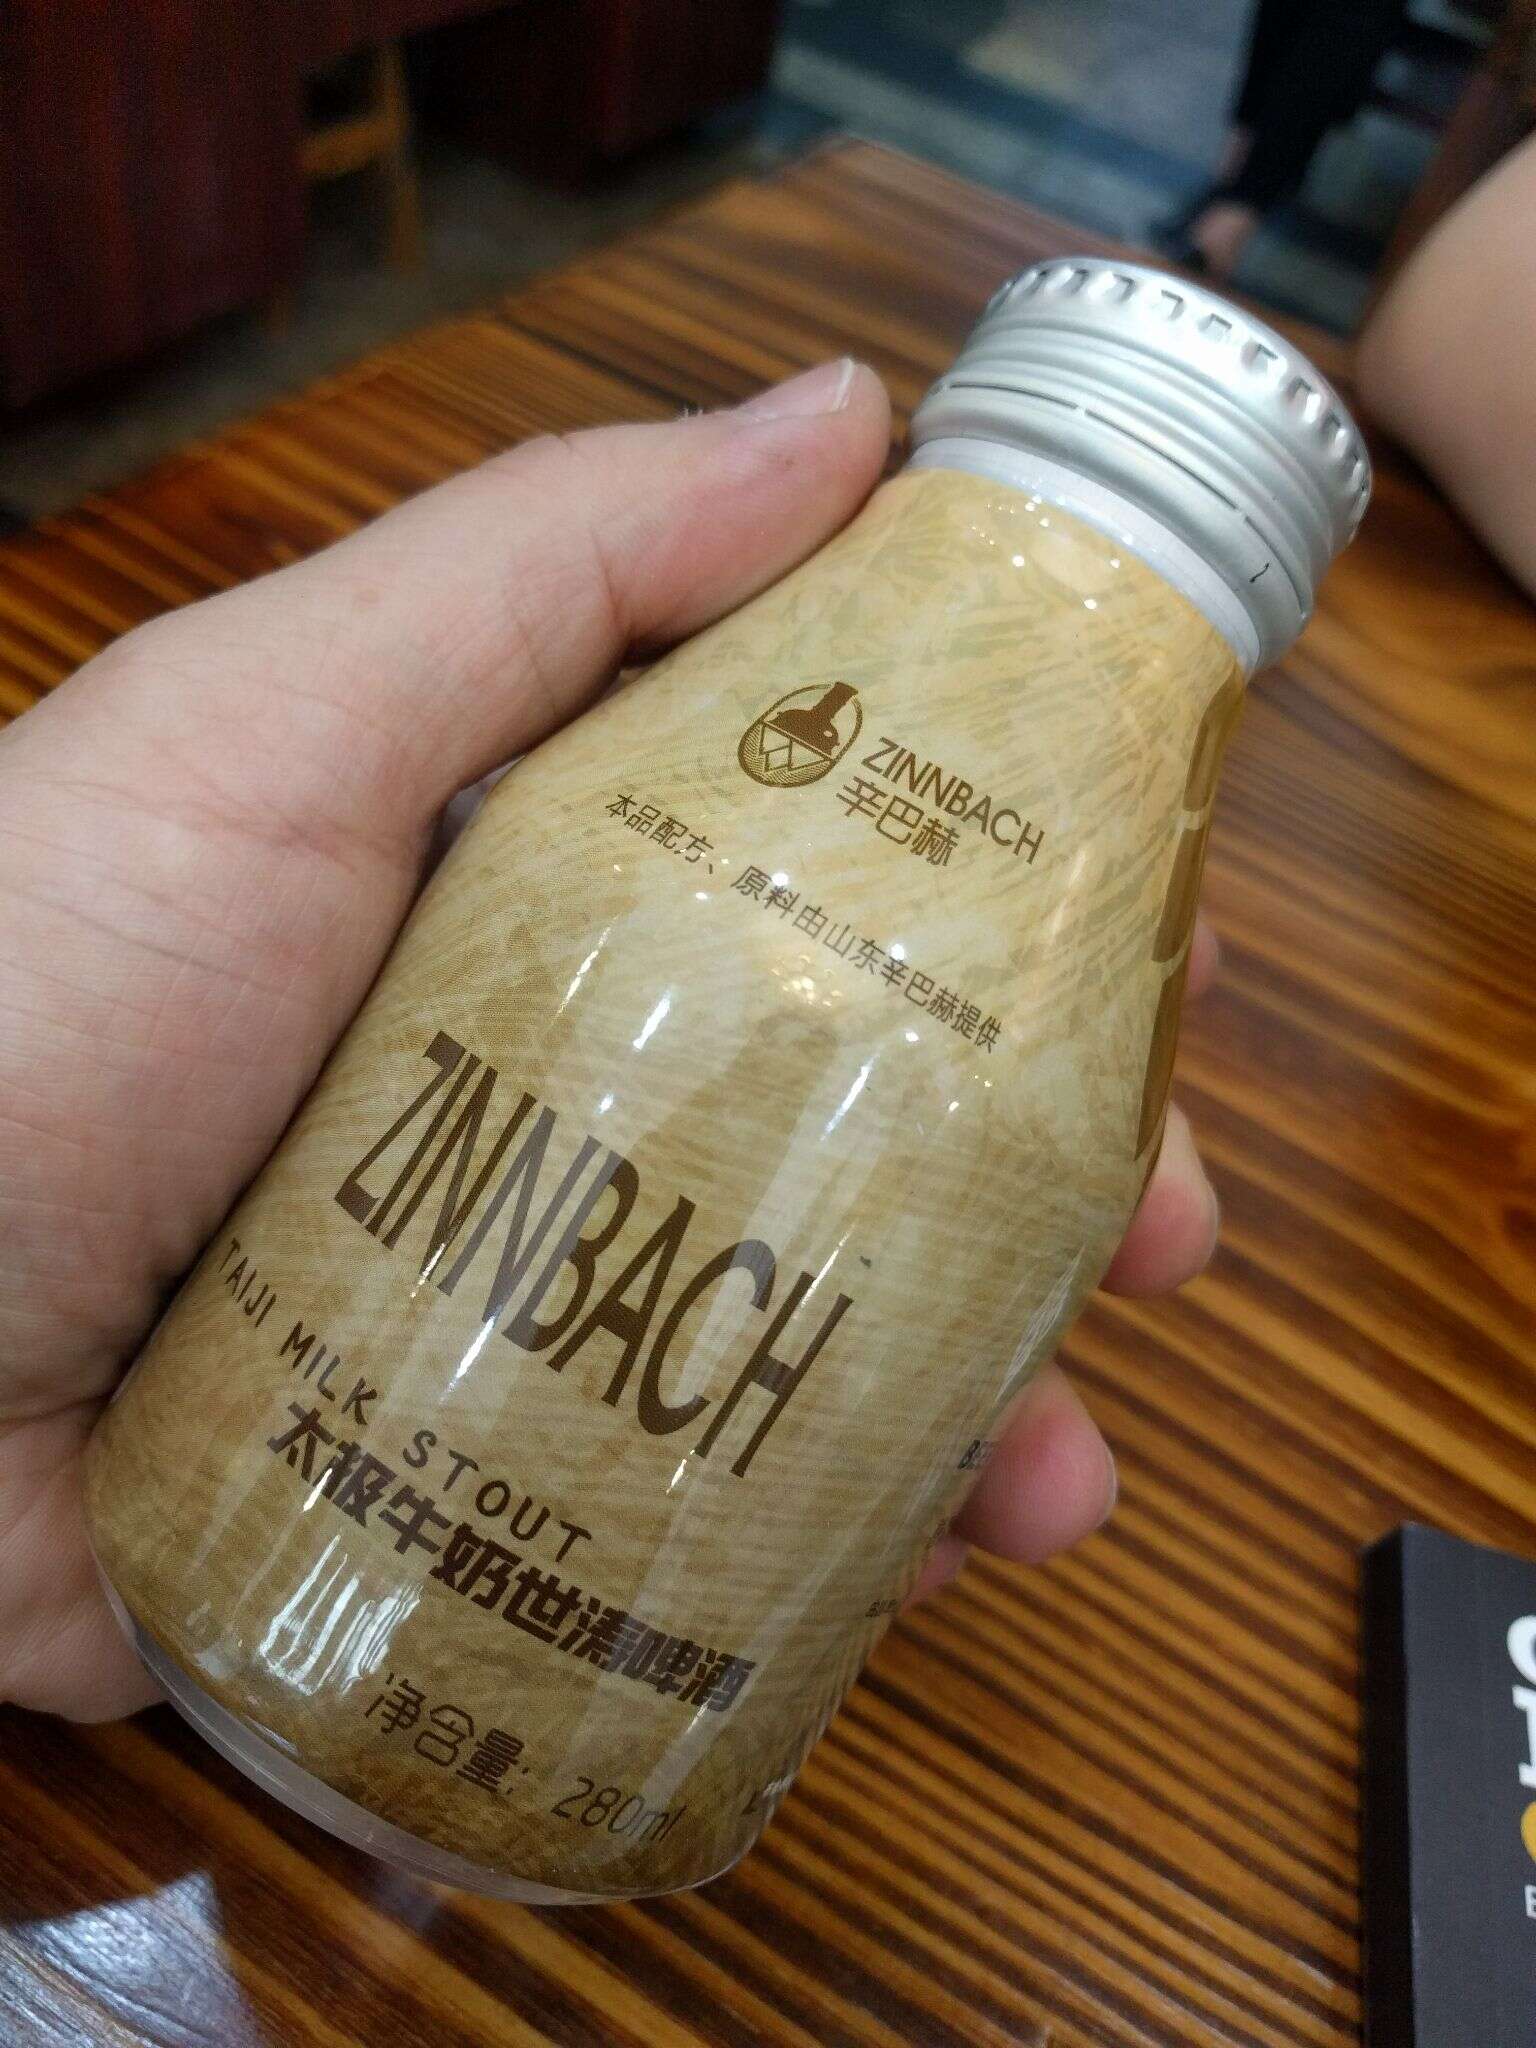 ZINNBACH
辛巴赫
本品配方、原料由山东辛巴赫提供
ZINNBACH
TAIJI MILK STOUT
太极牛奶世涛啤酒
净含量: 280ml